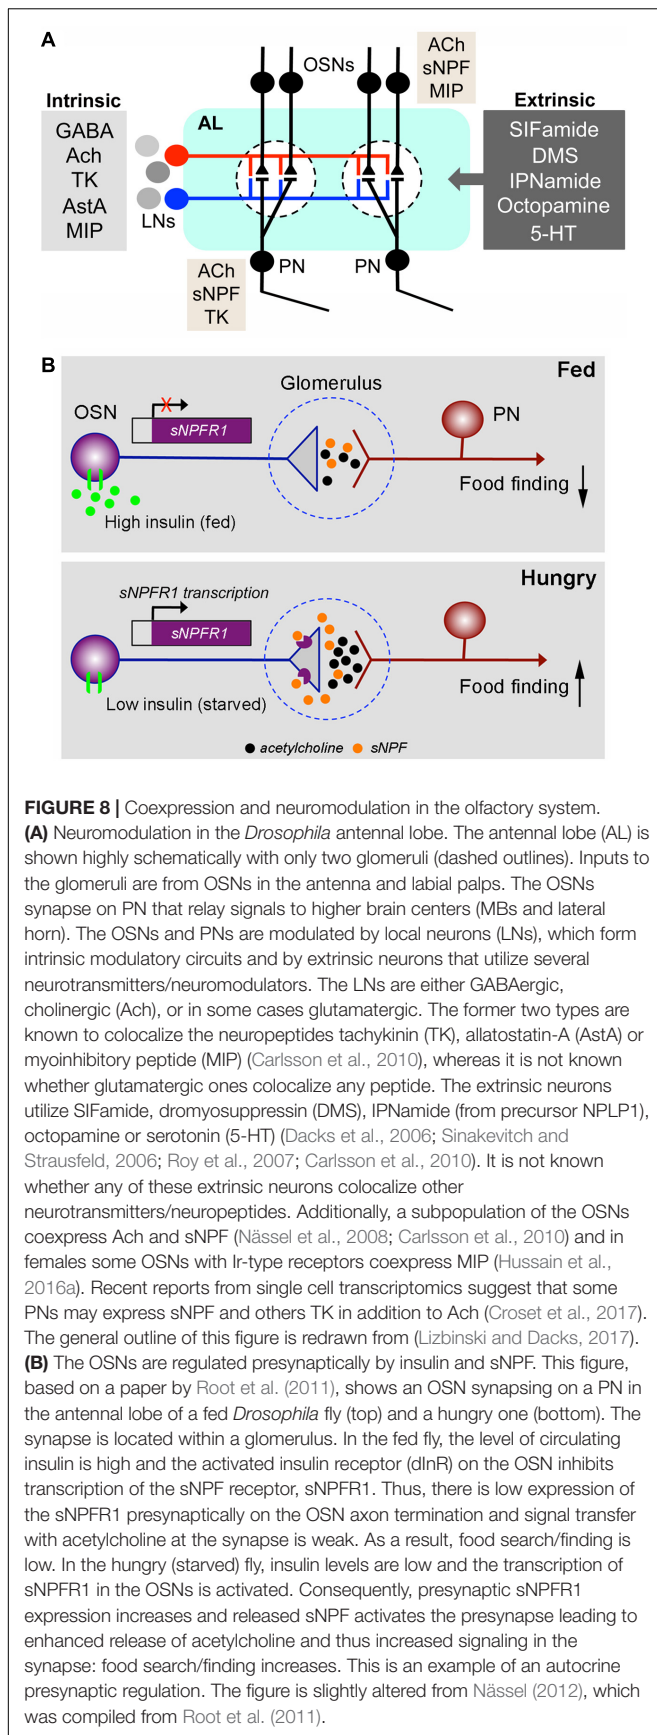 A
OSNs
ACh
sNPF
MIP
Intrinsic
GABA
Ach
TK
AstA
MIP
LNs
AL
Extrinsic
SIFamide
DMS
IPNamide
Octopamine
5-HT
ACh
sNPF
TK
PN
PN
B
Fed
OSN
X
sNPFR1
Glomerulus
PN
High insulin (fed)
Food finding
Hungry
sNPFR1 transcription
sNPFR1
Low insulin (starved)
Food finding
acetylcholine sNPF
FIGURE 8 | Coexpression and neuromodulation in the olfactory system.
(A) Neuromodulation in the Drosophila antennal lobe. The antennal lobe (AL) is
shown highly schematically with only two glomeruli (dashed outlines). Inputs to
the glomeruli are from OSNs in the antenna and labial palps. The OSNs
synapse on PN that relay signals to higher brain centers (MBs and lateral
horn). The OSNs and PNs are modulated by local neurons (LNs), which form
intrinsic modulatory circuits and by extrinsic neurons that utilize several
neurotransmitters/neuromodulators. The LNs are either GABAergic,
cholinergic (Ach), or in some cases glutamatergic. The former two types are
known to colocalize the neuropeptides tachykinin (TK), allatostatin-A (AstA) or
myoinhibitory peptide (MIP) (Carlsson et al., 2010), whereas it is not known
whether glutamatergic ones colocalize any peptide. The extrinsic neurons
utilize SIFamide, dromyosuppressin (DMS), IPNamide (from precursor NPLP1),
octopamine or serotonin (5-HT) (Dacks et al., 2006; Sinakevitch and
Strausfeld, 2006; Roy et al., 2007; Carlsson et al., 2010). It is not known
whether any of these extrinsic neurons colocalize other
neurotransmitters/neuropeptides. Additionally, a subpopulation of the OSNs
coexpress Ach and sNPF (Nässel et al., 2008; Carlsson et al., 2010) and in
females some OSNs with Ir-type receptors coexpress MIP (Hussain et al.,
2016a). Recent reports from single cell transcriptomics suggest that some
PNs may express sNPF and others TK in addition to Ach (Croset et al., 2017).
The general outline of this figure is redrawn from (Lizbinski and Dacks, 2017).
(B) The OSNs are regulated presynaptically by insulin and sNPF. This figure,
based on a paper by Root et al. (2011), shows an OSN synapsing on a PN in
the antennal lobe of a fed Drosophila fly (top) and a hungry one (bottom). The
synapse is located within a glomerulus. In the fed fly, the level of circulating
insulin is high and the activated insulin receptor (dInR) on the OSN inhibits
transcription of the sNPF receptor, sNPFR1. Thus, there is low expression of
the sNPFR1 presynaptically on the OSN axon termination and signal transfer
with acetylcholine at the synapse is weak. As a result, food search/finding is
low. In the hungry (starved) fly, insulin levels are low and the transcription of
sNPFR1 in the OSNs is activated. Consequently, presynaptic sNPFR1
expression increases and released sNPF activates the presynapse leading to
enhanced release of acetylcholine and thus increased signaling in the
synapse: food search/finding increases. This is an example of an autocrine
presynaptic regulation. The figure is slightly altered from Nässel (2012), which
was compiled from Root et al. (2011).